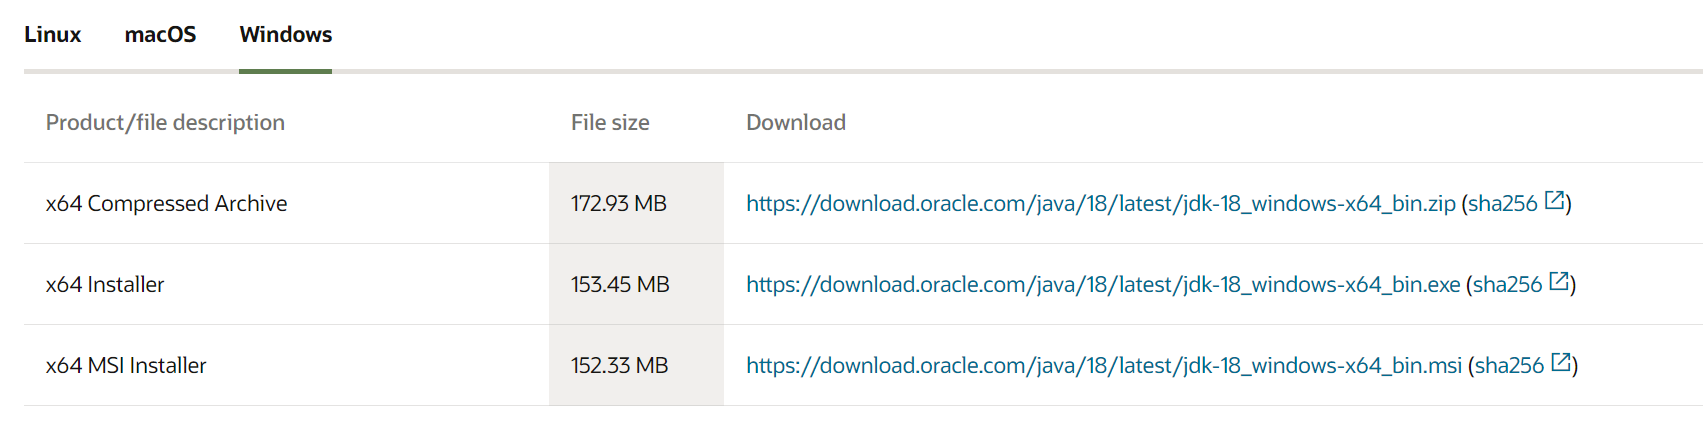 Linux macOS Windows
Product/file description File size Download
x64 Compressed Archive 172.93 MB https://download.oracle.com/java/18/latest/jdk-18_windows-x64_bin.zip (sha256)
x64 Installer 153.45 MB https://download.oracle.com/java/18/latest/jdk-18_windows-x64_bin.exe (sha256)
x64 MSI Installer 152.33 MB https://download.oracle.com/java/18/latest/jdk-18_windows-x64_bin.msi (sha256)